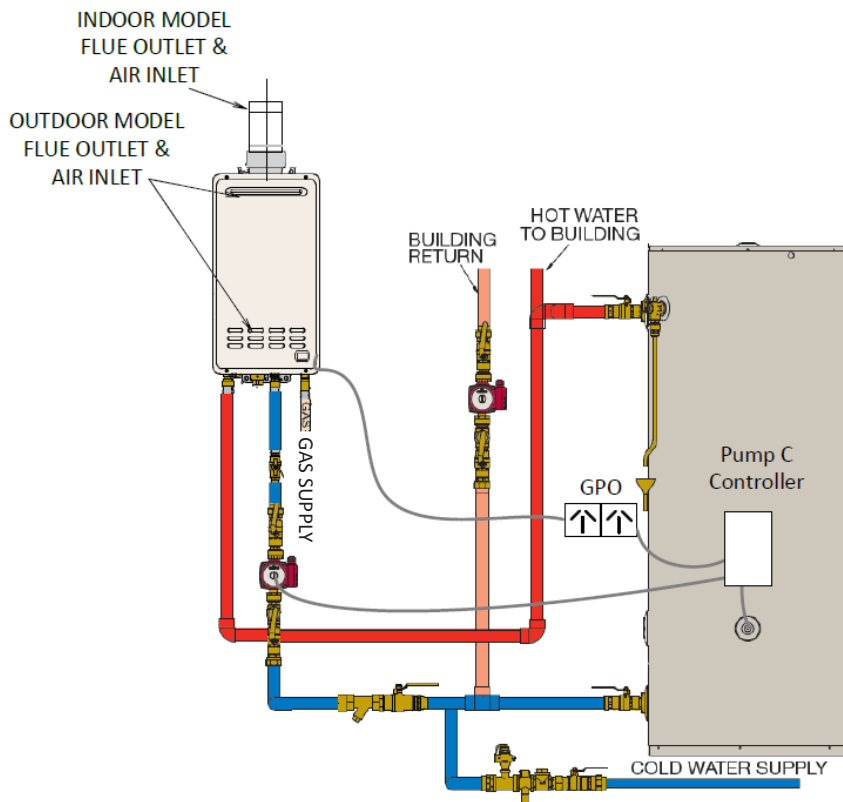 INDOOR MODEL
FLUE OUTLET &
AIR INLET
OUTDOOR MODEL
FLUE OUTLET &
AIR INLET
BUILDING
RETURN
HOT WATER
TO BUILDING
GAS
GAS SUPPLY
GPO
Pump C
Controller
COLD WATER SUPPLY